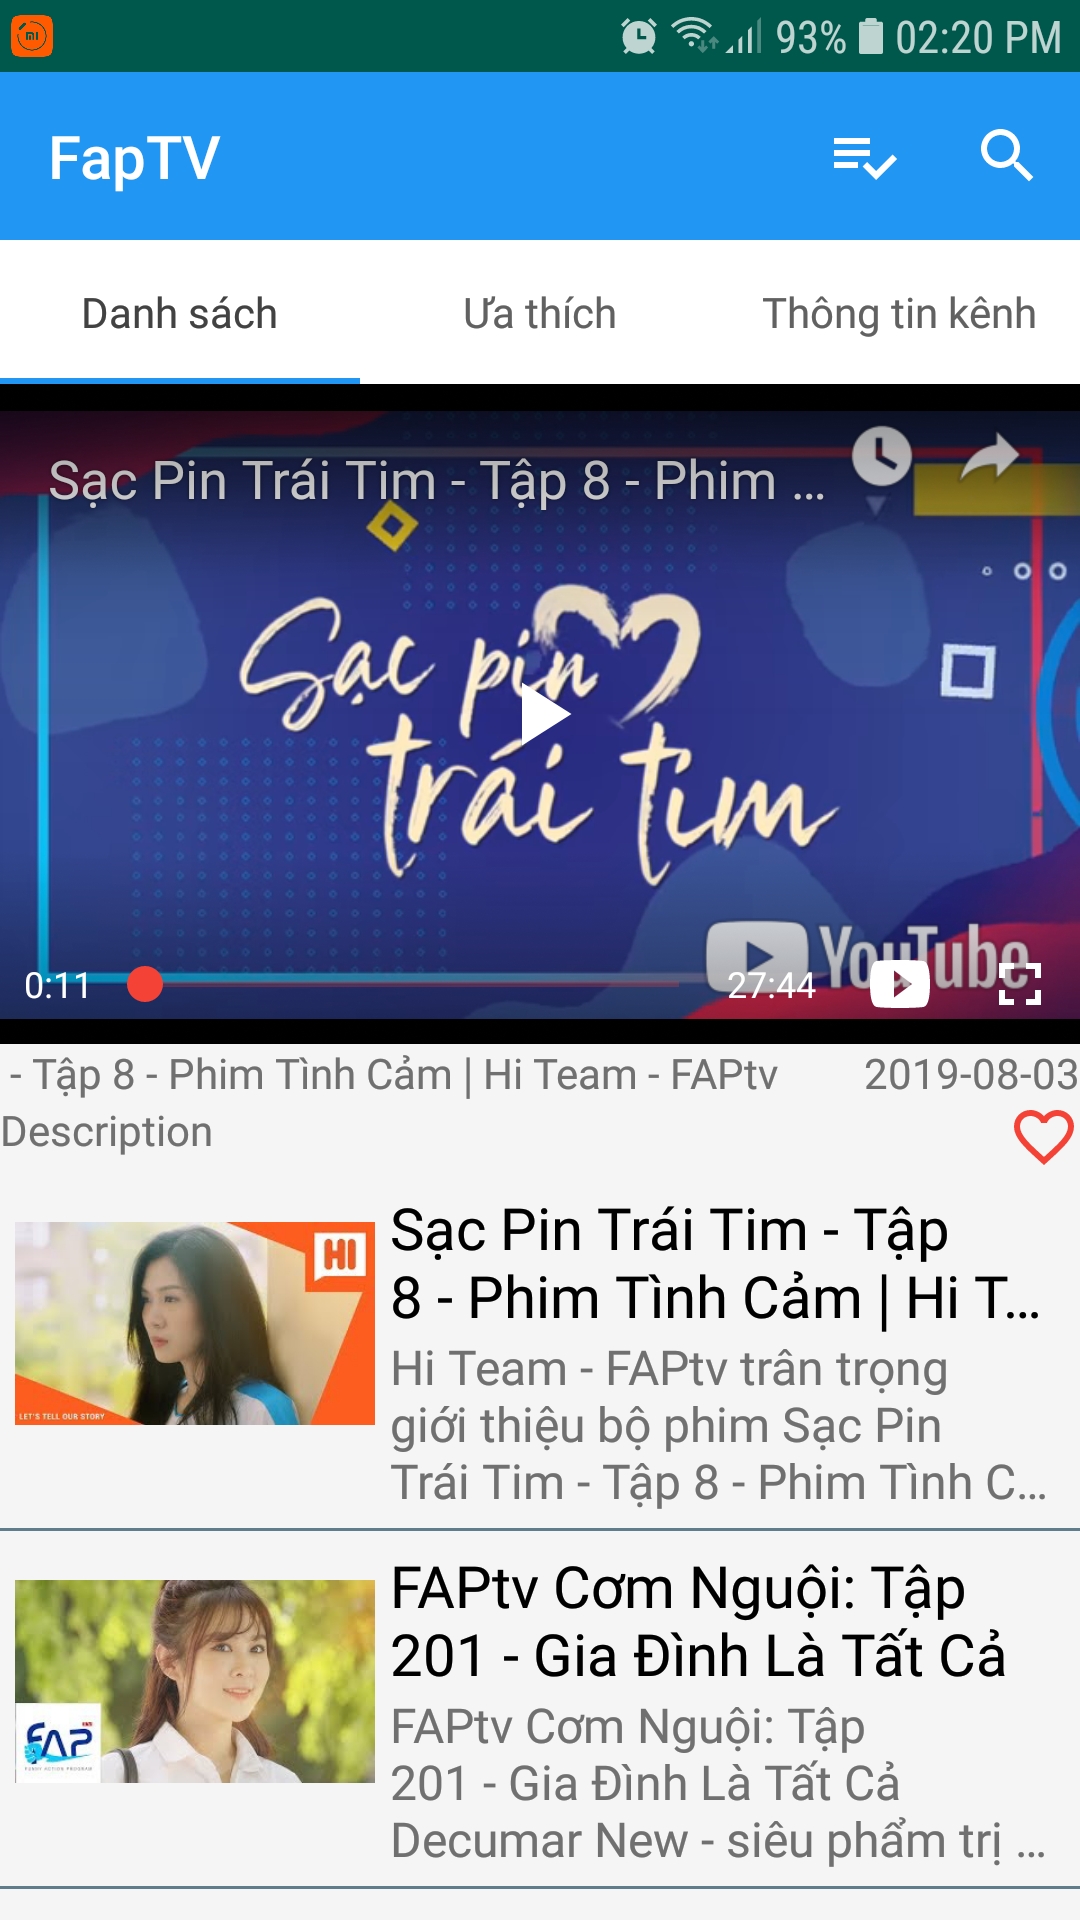 93% 02:20 PM
FapTV
Danh sách
Ưa thích
Thông tin kênh
Sạc Pin Trái Tim - Tập 8 - Phim ...
Sạc pin
trái tim
YouTube
0:11
27:44
- Tập 8 - Phim Tình Cảm | Hi Team - FAPtv
2019-08-03
Description
HI
LET'S TELL OUR STORY
Sạc Pin Trái Tim - Tập
8 - Phim Tình Cảm | Hi T...
Hi Team - FAPtv trân trọng
giới thiệu bộ phim Sạc Pin
Trái Tim - Tập 8 - Phim Tình C...
FAP
FUNNY ACTION PROGRAM
FAPtv Cơm Nguội: Tập
201 - Gia Đình Là Tất Cả
FAPtv Cơm Nguội: Tập
201 - Gia Đình Là Tất Cả
Decumar New - siêu phẩm trị ...